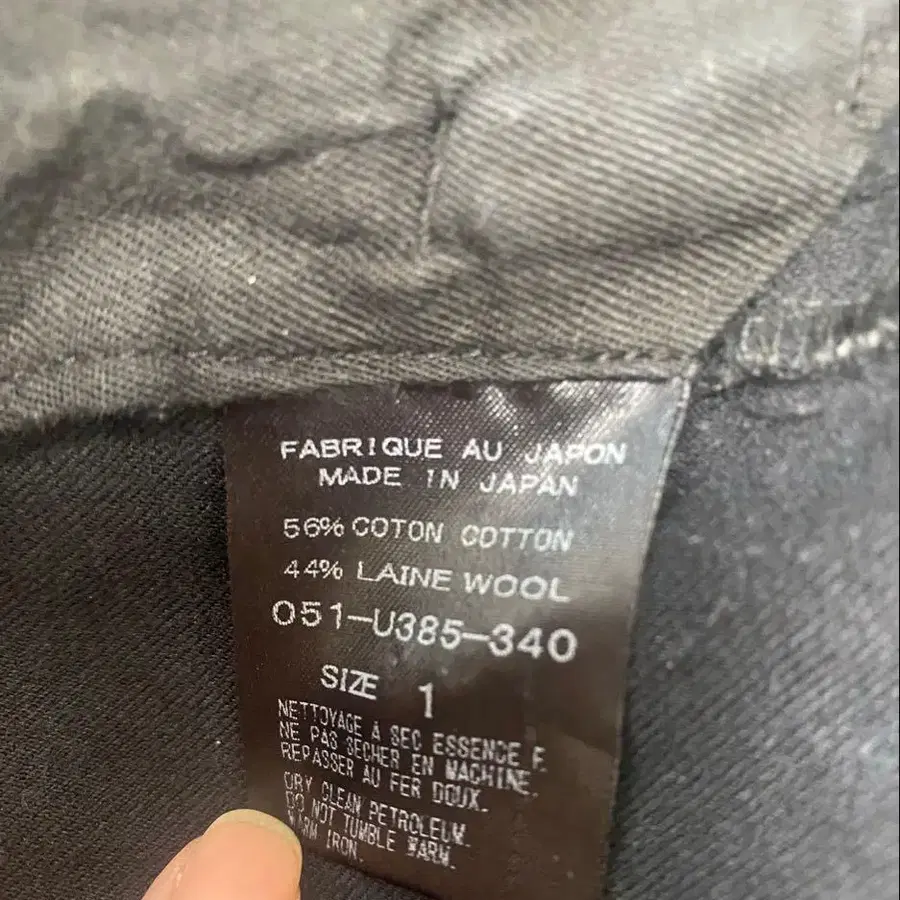 FABRIQUE AU JAPON
MADE IN JAPAN
56% COTON COTTON
44% LAINE WOOL
051-U385-340
SIZE 1
NETTOYAGE À SEC ESSENCE F.
NE PAS SECHER EN MACHINE.
REPASSER AU FER DOUX.
DRY CLEAN PETROLEUM.
DO NOT TUMBLE WARM.
IRON.